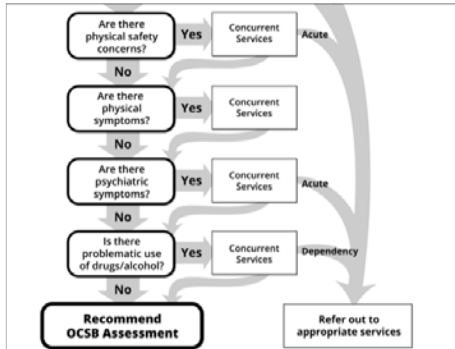 Are there
physical safety
concerns?
Yes
Concurrent
Services
Acute
No
Are there
physical
symptoms?
Yes
Concurrent
Services
No
Are there
psychiatric
symptoms?
Yes
Concurrent
Services
Acute
No
Is there
problematic use
of drugs/alcohol?
Yes
Concurrent
Services
Dependency
No
Recommend
OCSB Assessment
Refer out to
appropriate services